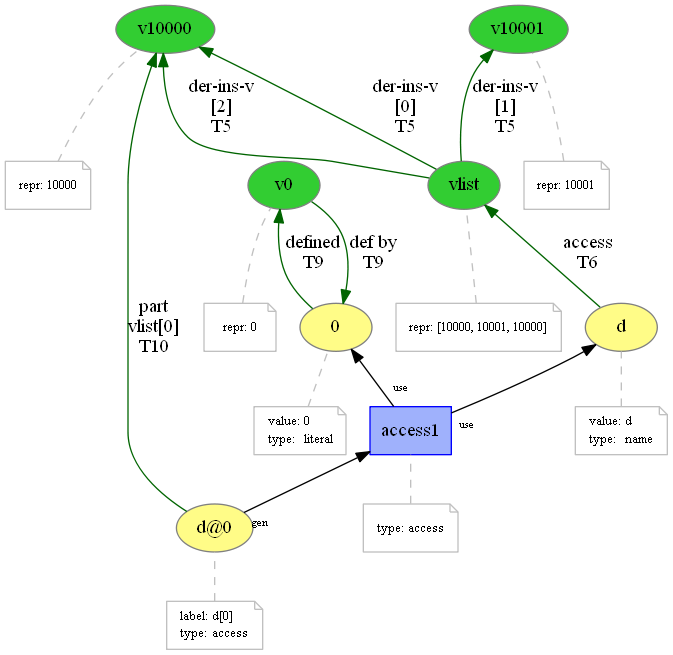 v10000
v10001
der-ins-v
[2]
T5
der-ins-v
[0]
T5
der-ins-v
[1]
T5
repr: 10000
v0
vlist
repr: 10001
defined
T9
def by
T9
access
T6
part
vlist[0]
T10
repr: 0
0
repr: [10000, 10001, 10000]
d
use
value: 0
type: literal
access1
use
value: d
type: name
d@0
gen
type: access
label: d[0]
type: access